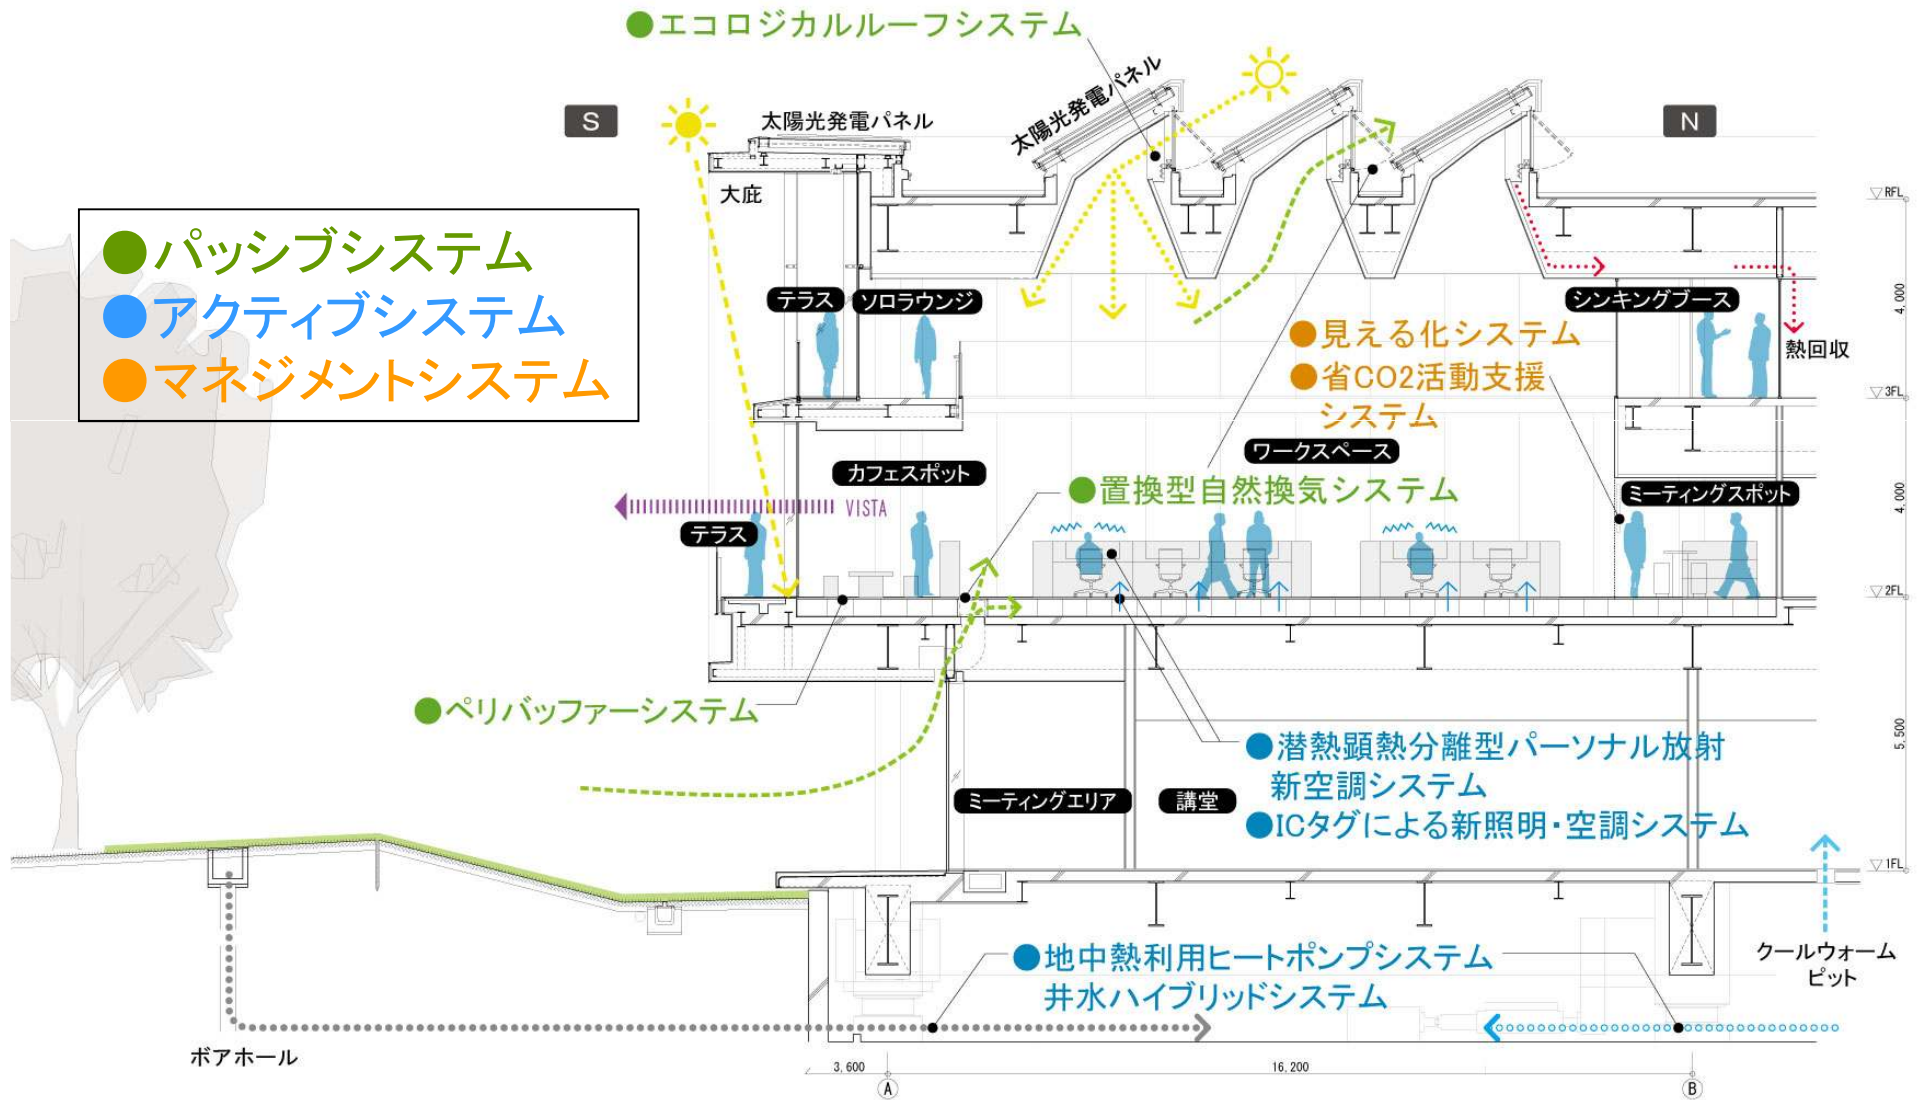 ●エコロジカルルーフシステム
太陽光発電パネル
S
太陽光発電パネル
N
大庇
RFL
●パッシブシステム
●アクティブシステム
●マネジメントシステム
テラス
ソロラウンジ
シンキングブース
4,000
●見える化システム
熱回収
●省CO2活動支援
システム
3FL
ワークスペース
カフェスポット
●置換型自然換気システム
ミーティングスポット
4,000
VISTA
テラス
2FL
●ペリバッファーシステム
5,500
●潜熱顕熱分離型パーソナル放射
新空調システム
ミーティングエリア
講堂
●ICタグによる新照明・空調システム
1FL
●地中熱利用ヒートポンプシステム
井水ハイブリッドシステム
クールウォーム
ピット
ボアホール
3,600
16,200
A
B